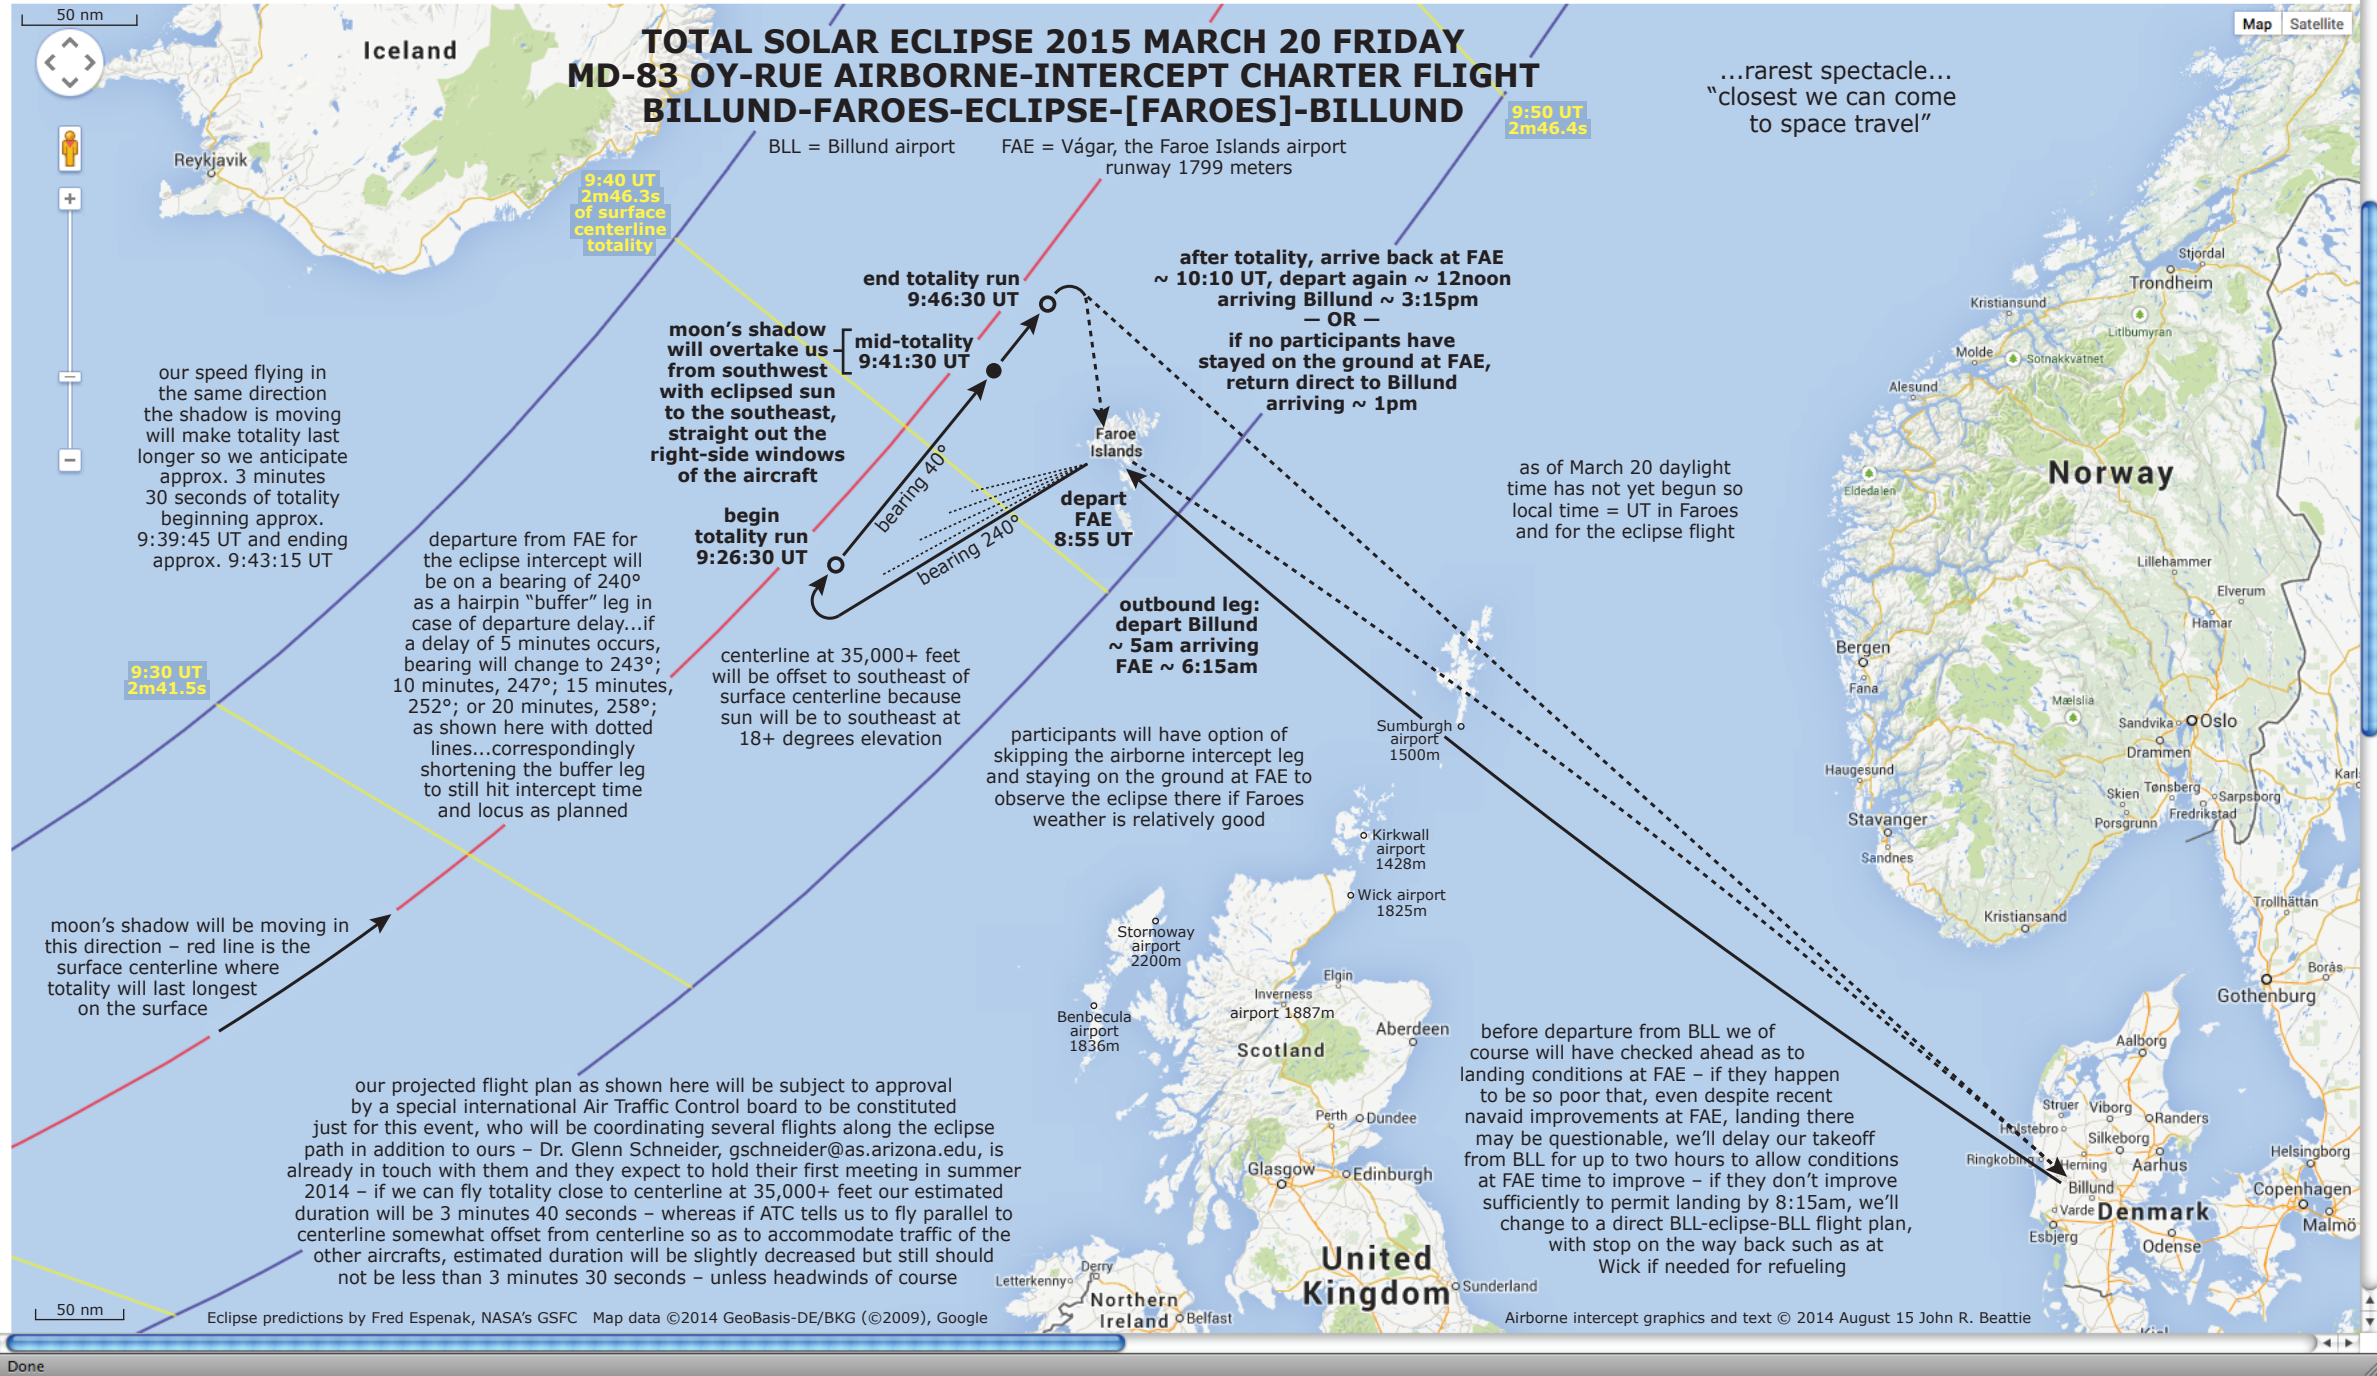 50 nm
Iceland
Reykjavik
TOTAL SOLAR ECLIPSE 2015 MARCH 20 FRIDAY
MD-83 OY-RUE AIRBORNE-INTERCEPT CHARTER FLIGHT
BILLUND-FAROES-ECLIPSE-[FAROES]-BILLUND
BLL = Billund airport
FAE = Vágar, the Faroe Islands airport
runway 1799 meters
Map
Satellite
...rarest spectacle...
“closest we can come
to space travel”
9:50 UT
2m46.4s
9:40 UT
2m46.3s
of surface
centerline
totality
end totality run
9:46:30 UT
moon’s shadow
will overtake us
from southwest
with eclipsed sun
to the southeast,
straight out the
right-side windows
of the aircraft
mid-totality
9:41:30 UT
after totality, arrive back at FAE
~ 10:10 UT, depart again ~ 12noon
arriving Billund ~ 3:15pm
— OR —
if no participants have
stayed on the ground at FAE,
return direct to Billund
arriving ~ 1pm
our speed flying in
the same direction
the shadow is moving
will make totality last
longer so we anticipate
approx. 3 minutes
30 seconds of totality
beginning approx.
9:39:45 UT and ending
approx. 9:43:15 UT
begin
totality run
9:26:30 UT
bearing 40°
bearing 240°
Faroe
Islands
depart
FAE
8:55 UT
as of March 20 daylight
time has not yet begun so
local time = UT in Faroes
and for the eclipse flight
departure from FAE for
the eclipse intercept will
be on a bearing of 240°
as a hairpin “buffer” leg in
case of departure delay...if
a delay of 5 minutes occurs,
bearing will change to 243°;
10 minutes, 247°; 15 minutes,
252°; or 20 minutes, 258°;
as shown here with dotted
lines...correspondingly
shortening the buffer leg
to still hit intercept time
and locus as planned
outbound leg:
depart Billund
~ 5am arriving
FAE ~ 6:15am
9:30 UT
2m41.5s
centerline at 35,000+ feet
will be offset to southeast of
surface centerline because
sun will be to southeast at
18+ degrees elevation
participants will have option of
skipping the airborne intercept leg
and staying on the ground at FAE to
observe the eclipse there if Faroes
weather is relatively good
Sumburgh
airport
1500m
Kirkwall
airport
1428m
Wick airport
1825m
Stornoway
airport
2200m
Benbecula
airport
1836m
Inverness
airport 1887m
Elgin
Aberdeen
Scotland
Perth
Dundee
Glasgow
Edinburgh
United
Kingdom
Sunderland
Derry
Letterkenny
Northern
Ireland
Belfast
moon’s shadow will be moving in
this direction – red line is the
surface centerline where
totality will last longest
on the surface
our projected flight plan as shown here will be subject to approval
by a special international Air Traffic Control board to be constituted
just for this event, who will be coordinating several flights along the eclipse
path in addition to ours – Dr. Glenn Schneider, gschneider@as.arizona.edu, is
already in touch with them and they expect to hold their first meeting in summer
2014 – if we can fly totality close to centerline at 35,000+ feet our estimated
duration will be 3 minutes 40 seconds – whereas if ATC tells us to fly parallel to
centerline somewhat offset from centerline so as to accommodate traffic of the
other aircrafts, estimated duration will be slightly decreased but still should
not be less than 3 minutes 30 seconds – unless headwinds of course
before departure from BLL we of
course will have checked ahead as to
landing conditions at FAE – if they happen
to be so poor that, even despite recent
navaid improvements at FAE, landing there
may be questionable, we’ll delay our takeoff
from BLL for up to two hours to allow conditions
at FAE time to improve – if they don’t improve
sufficiently to permit landing by 8:15am, we’ll
change to a direct BLL-eclipse-BLL flight plan,
with stop on the way back such as at
Wick if needed for refueling
Stjordal
Trondheim
Kristiansund
Litlbumyran
Molde
Sotnakkvatnet
Alesund
Norway
Eldedalen
Lillehammer
Elverum
Hamar
Bergen
Fana
Mælslia
Sandvika
Oslo
Drammen
Haugesund
Karl
Skien
Tønsberg
Sarpsborg
Fredrikstad
Porsgrunn
Stavanger
Sandnes
Trollhättan
Kristiansand
Borås
Gothenburg
Aalborg
Struer
Viborg
Randers
Holstebro
Silkeborg
Ringkobing
Herning
Aarhus
Helsingborg
Billund
Copenhagen
Varde
Denmark
Malmö
Esbjerg
Odense
Kiel
50 nm
Eclipse predictions by Fred Espenak, NASA’s GSFC
Map data ©2014 GeoBasis-DE/BKG (©2009), Google
Airborne intercept graphics and text © 2014 August 15 John R. Beattie
Done